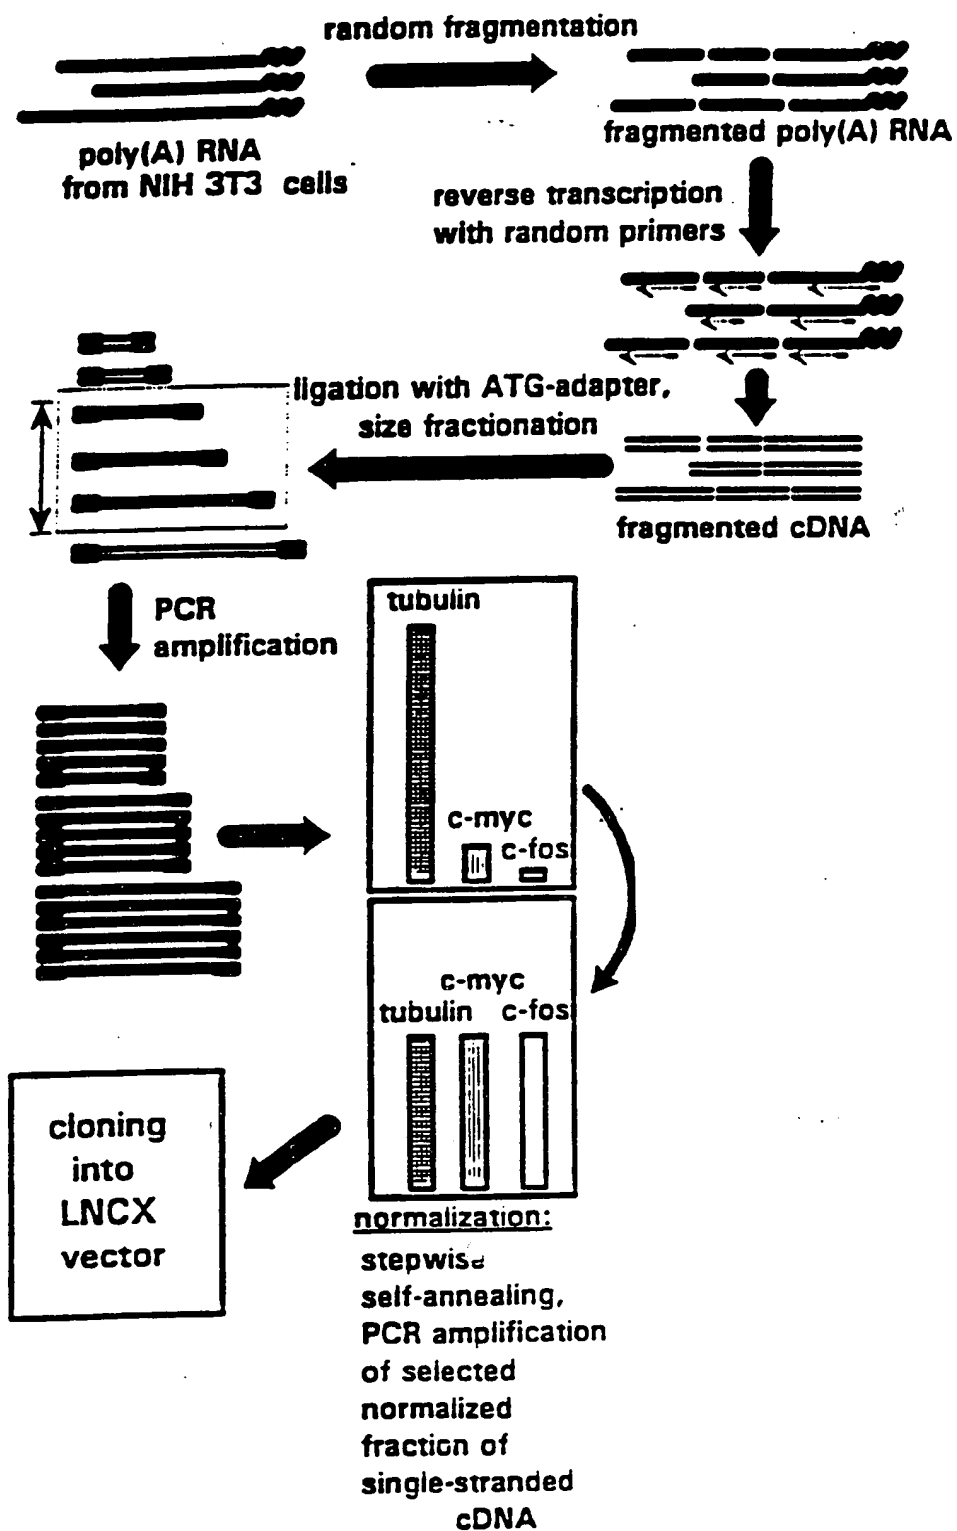 random fragmentation
poly(A) RNA
from NIH 3T3 cells
fragmented poly(A) RNA
reverse transcription
with random primers
ligation with ATG-adapter,
size fractionation
fragmented cDNA
PCR
amplification
tubulin
c-myc
c-fos
c-myc
tubulin c-fos
cloning
into
LNCX
vector
normalization:
stepwise
self-annealing,
PCR amplification
of selected
normalized
fraction of
single-stranded
cDNA